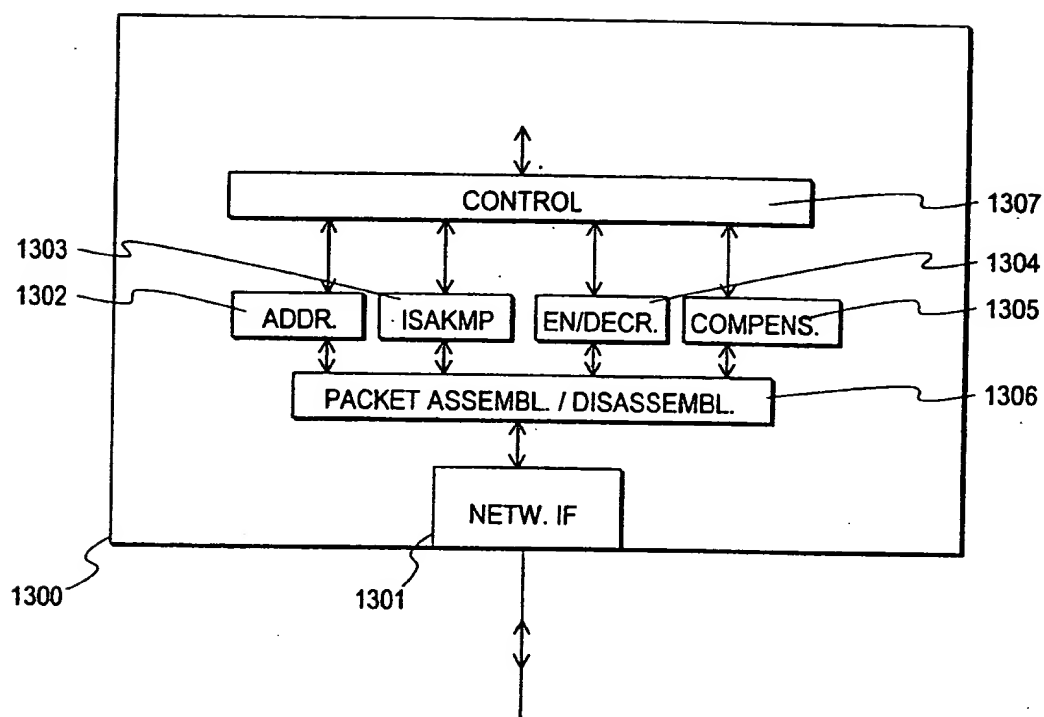 CONTROL
1307
1303
1304
1302
1305
ADDR.
ISAKMP
EN/DECR.
COMPENS.
PACKET ASSEMBL. / DISASSEMBL.
1306
NETW. IF
1300
1301